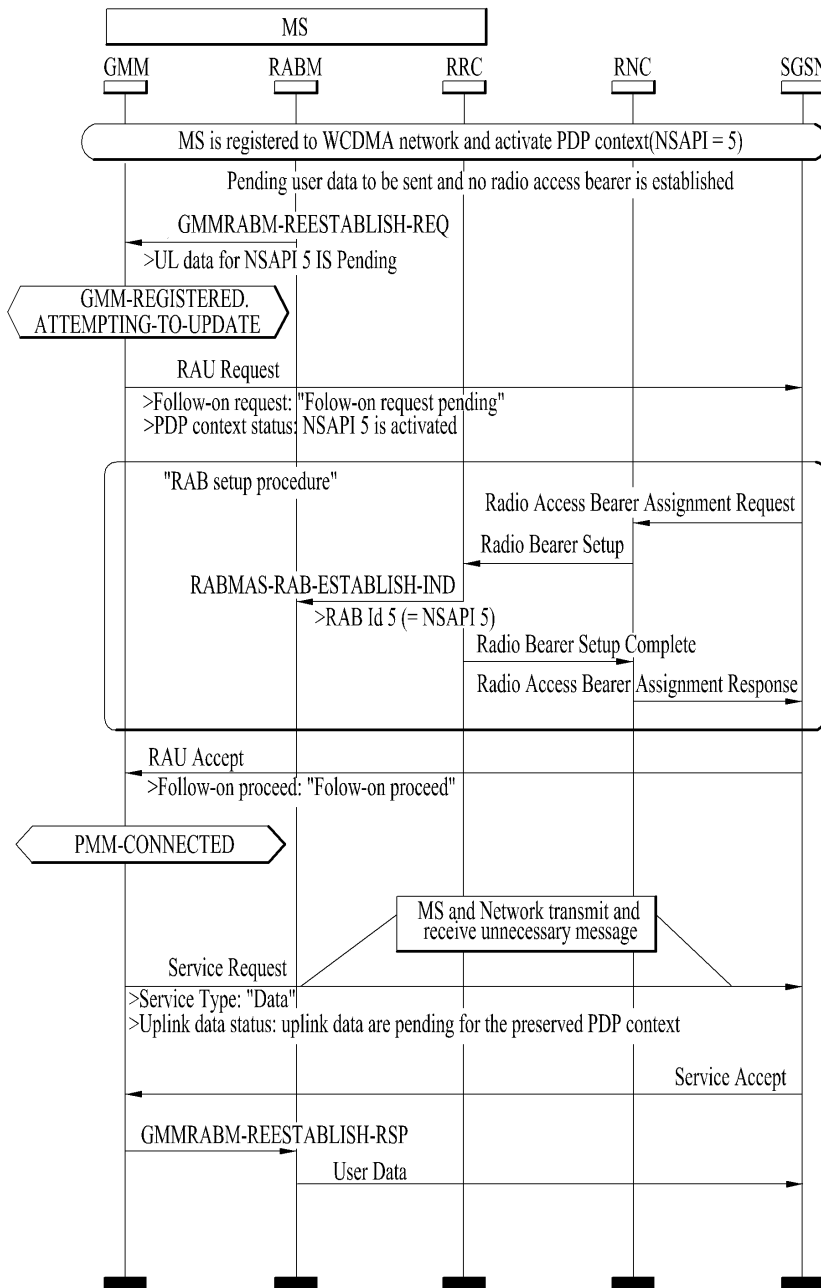 MS
GMM RABM RRC RNC SGSN
MS is registered to WCDMA network and activate PDP context(NSAPI = 5)
Pending user data to be sent and no radio access bearer is established
GMMRABM-REESTABLISH-REQ
>UL data for NSAPI 5 IS Pending
GMM-REGISTERED.
ATTEMPTING-TO-UPDATE
RAU Request
>Follow-on request: "Folow-on request pending"
>PDP context status: NSAPI 5 is activated
"RAB setup procedure"
Radio Access Bearer Assignment Request
Radio Bearer Setup
RABMAS-RAB-ESTABLISH-IND
>RAB Id 5 (= NSAPI 5)
Radio Bearer Setup Complete
Radio Access Bearer Assignment Response
RAU Accept
>Follow-on proceed: "Folow-on proceed"
PMM-CONNECTED
MS and Network transmit and
receive unnecessary message
Service Request
>Service Type: "Data"
>Uplink data status: uplink data are pending for the preserved PDP context
Service Accept
GMMRABM-REESTABLISH-RSP
User Data